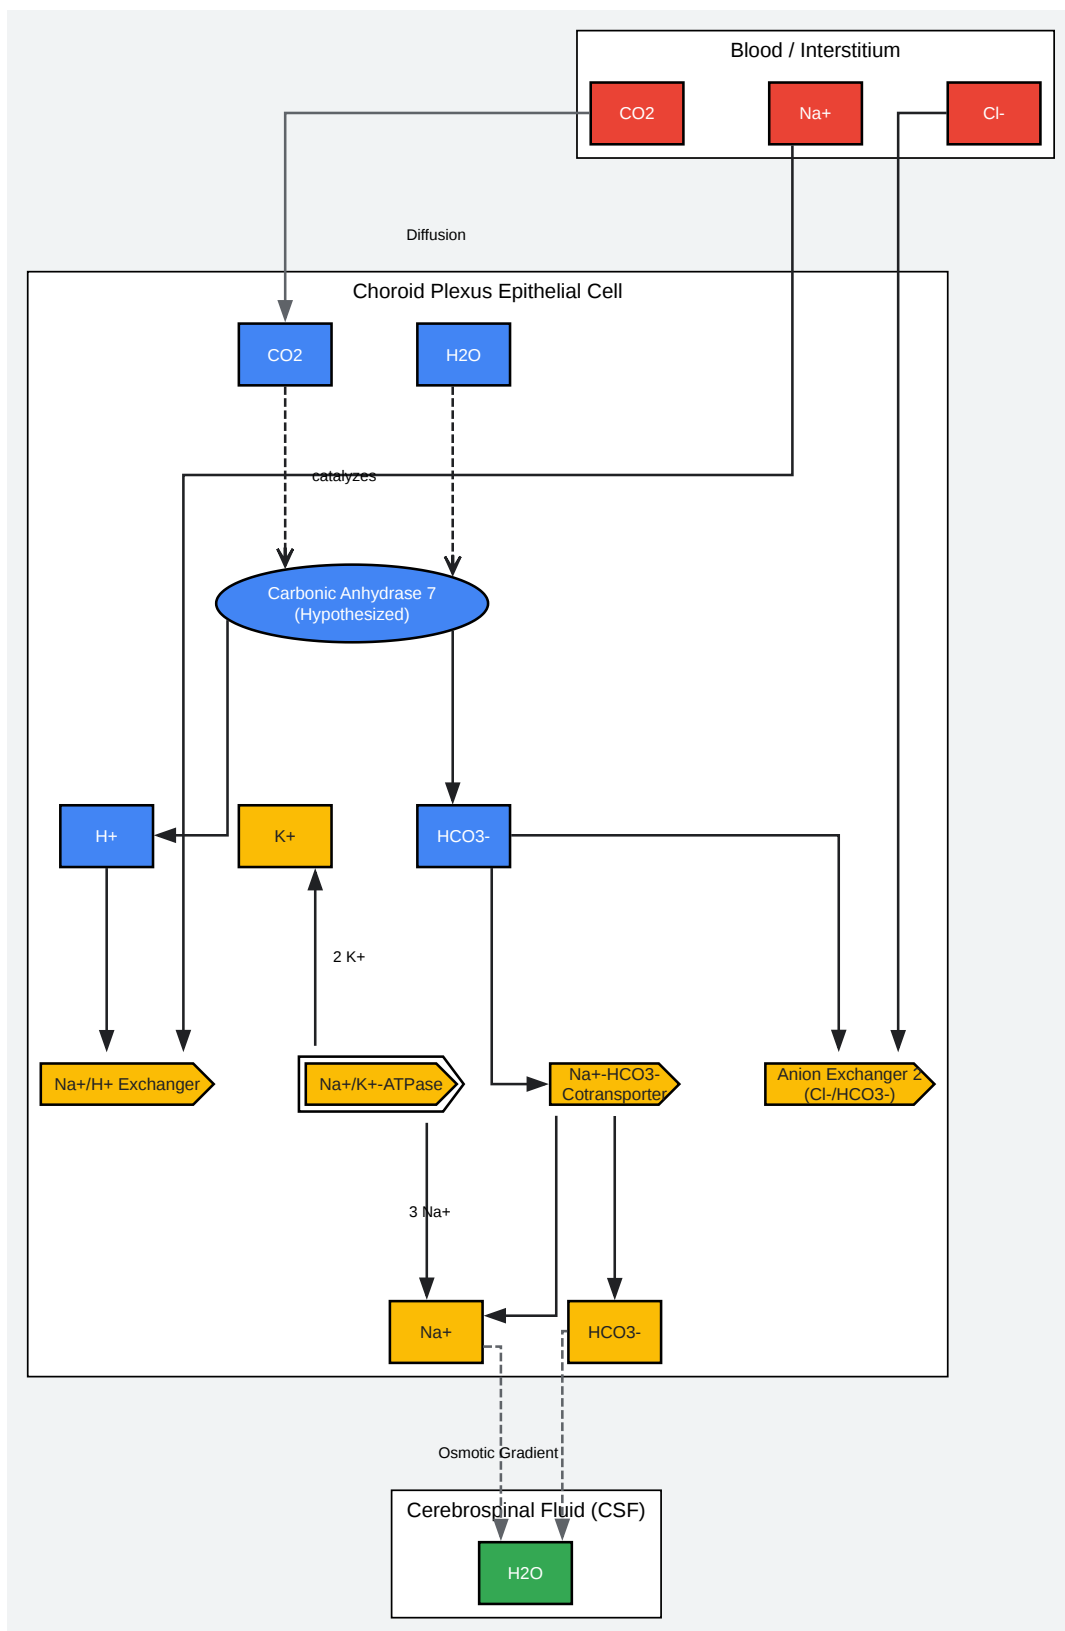 Blood / Interstitium
CO2
Na+
Cl-
Diffusion
Choroid Plexus Epithelial Cell
CO2
H2O
catalyzes
Carbonic Anhydrase 7
(Hypothesized)
H+
K+
HCO3-
2 K+
Na+/H+ Exchanger
Na+/K+-ATPase
Na+-HCO3-
Cotransporter
Anion Exchanger 2
(Cl-/HCO3-)
3 Na+
Na+
HCO3-
Osmotic Gradient
Cerebrospinal Fluid (CSF)
H2O